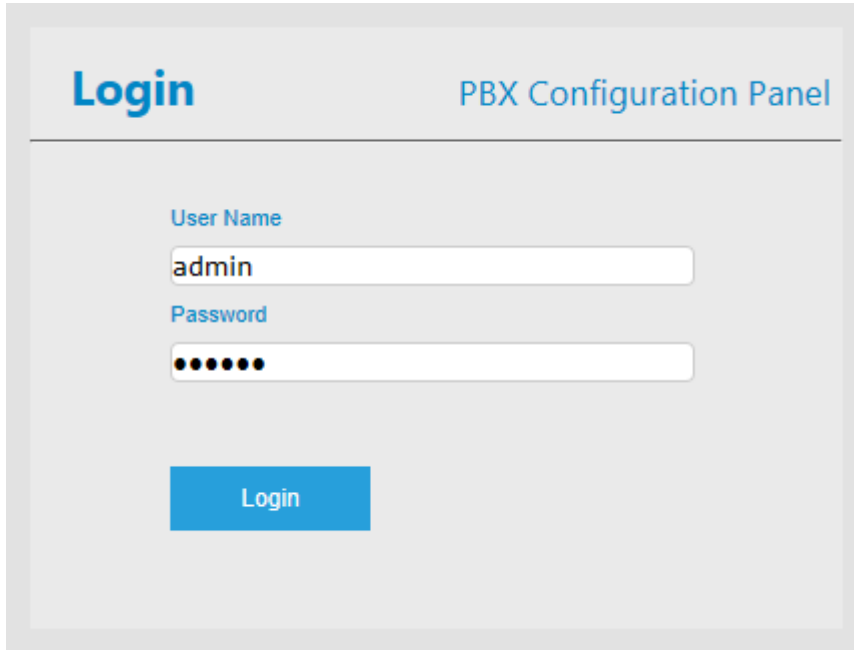 Login
PBX Configuration Panel
User Name
admin
Password
••••••
Login